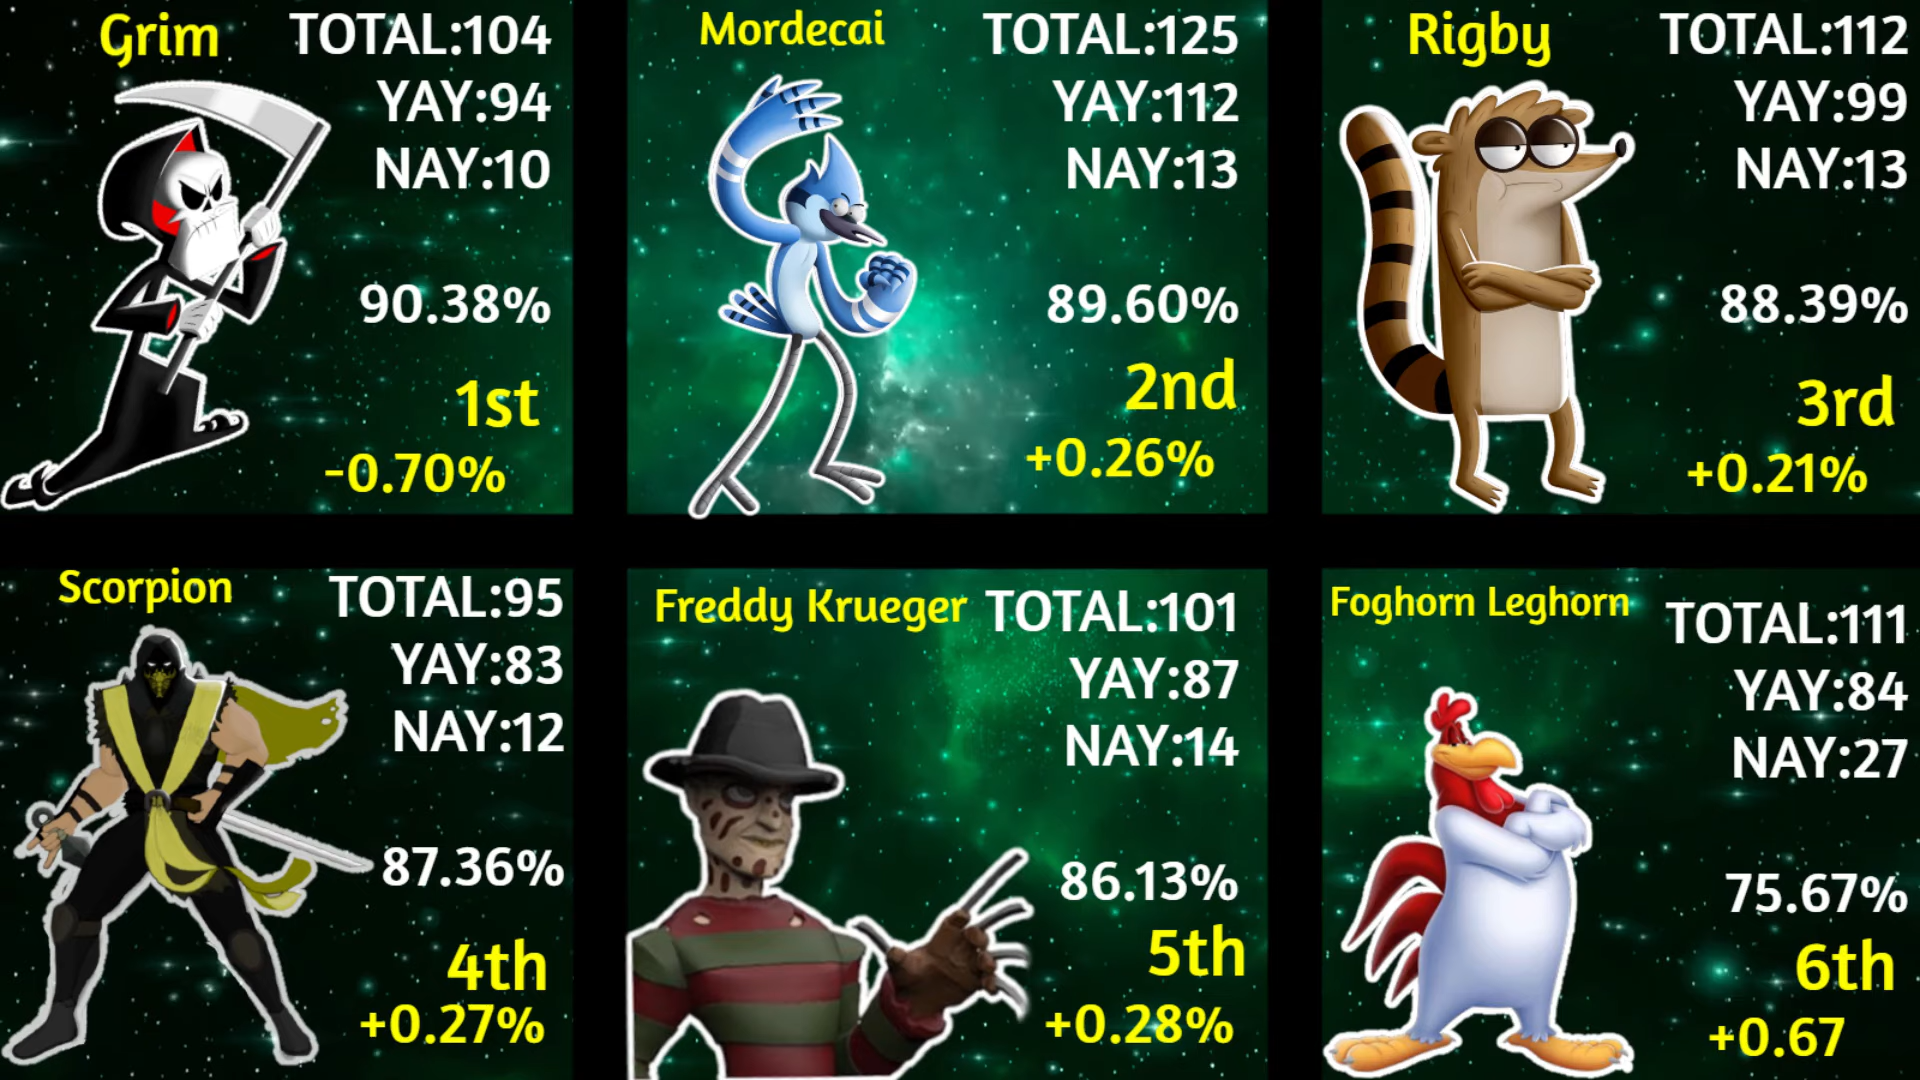 Grim
TOTAL:104
YAY:94
NAY:10
90.38%
1st
-0.70%
Mordecai
TOTAL:125
YAY:112
NAY:13
89.60%
2nd
+0.26%
Rigby
TOTAL:112
YAY:99
NAY:13
88.39%
3rd
+0.21%
Scorpion
TOTAL:95
YAY:83
NAY:12
87.36%
4th
+0.27%
Freddy Krueger
TOTAL:101
YAY:87
NAY:14
86.13%
5th
+0.28%
Foghorn Leghorn
TOTAL:111
YAY:84
NAY:27
75.67%
6th
+0.67